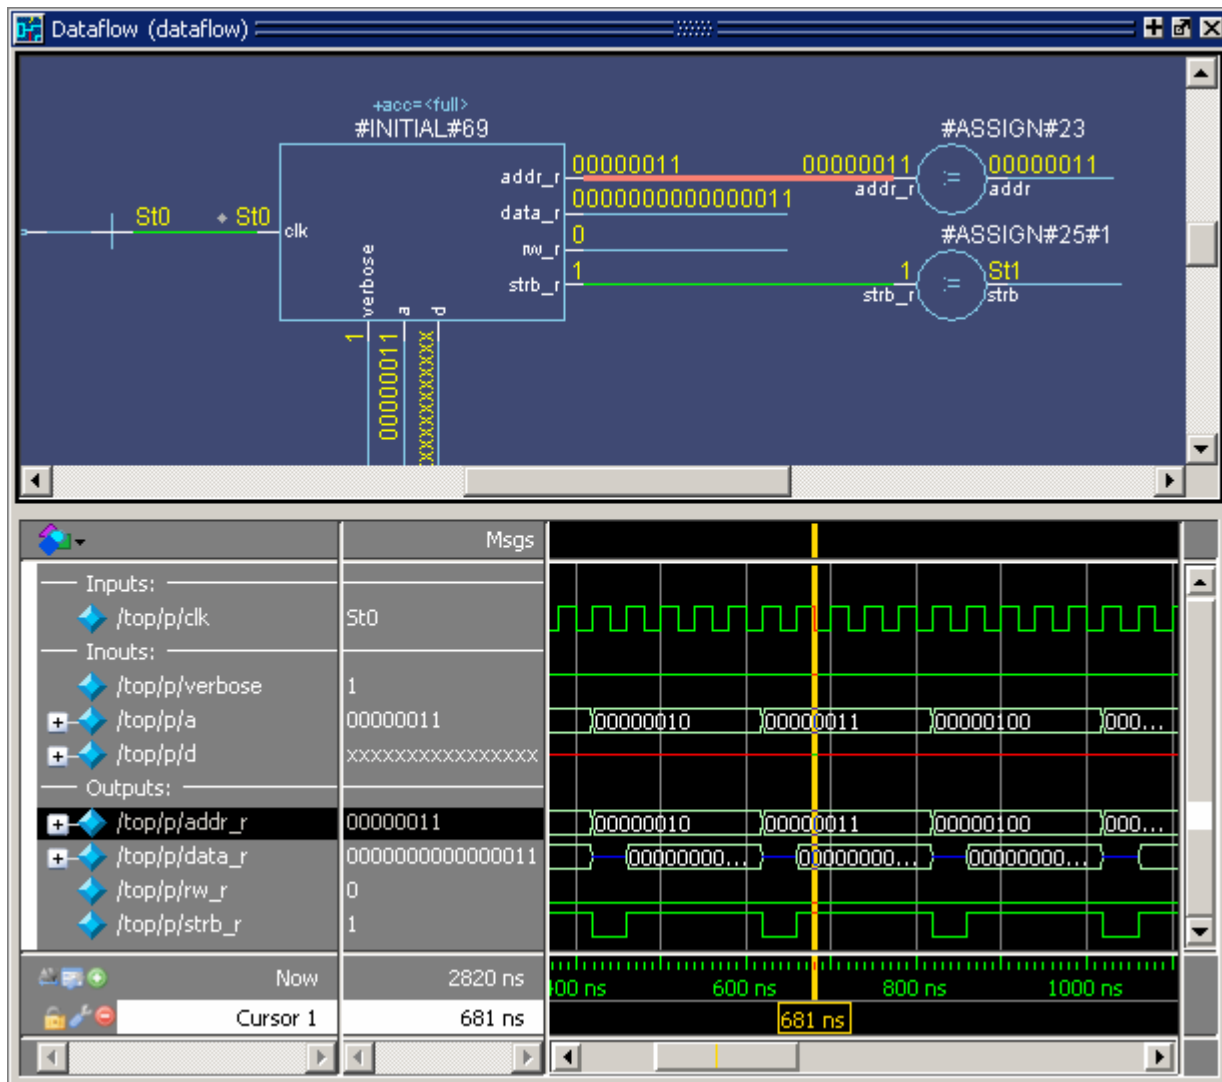 Dataflow (dataflow)
+acc=<full>
#INITIAL#69
#ASSIGN#23
addr_r 00000011 00000011 00000011
addr_r addr
data_r 0000000000000011
St0 St0
clk
rw_r 0
#ASSIGN#25#1
strb_r 1 1 St1
strb_r strb
verbose a d
1 00000011
Msgs
Inputs:
/top/p/clk St0
Inouts:
/top/p/verbose 1
/top/p/a 00000011 00000010 00000011 00000100 000...
/top/p/d xxxxxxxxxxxxxxxx
Outputs:
/top/p/addr_r 00000011 00000010 00000011 00000100 000...
/top/p/data_r 0000000000000011 00000000... 00000000... 00000000...
/top/p/rw_r 0
/top/p/strb_r 1
Now 2820 ns 00 ns 600 ns 800 ns 1000 ns
Cursor 1 681 ns 681 ns